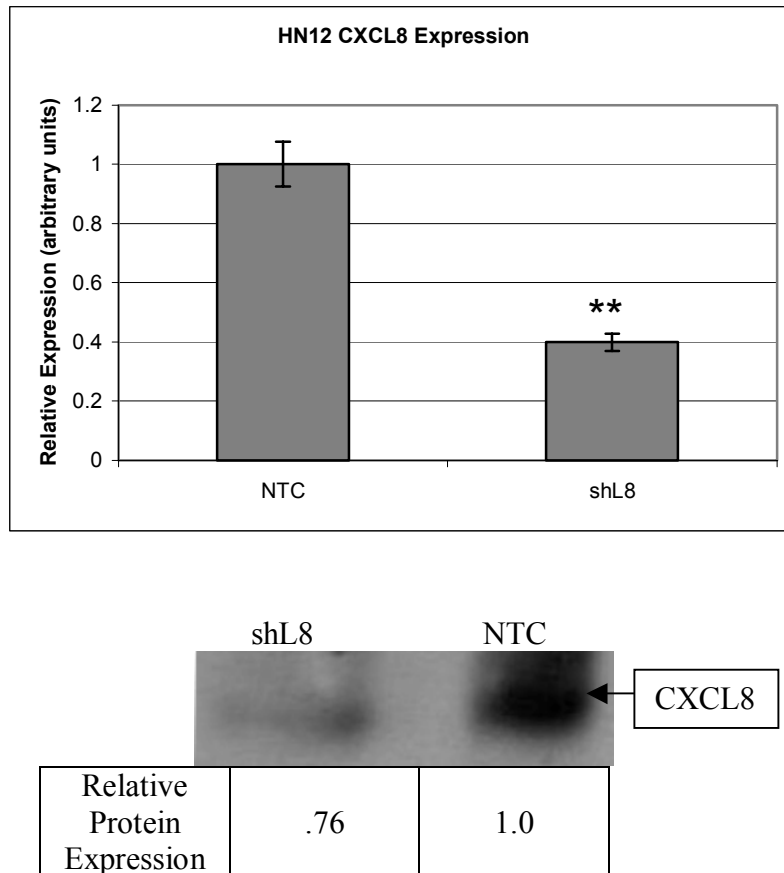 HN12 CXCL8 Expression
Relative Expression (arbitrary units)
1.2
1
0.8
0.6
0.4
0.2
0
**
NTC
shL8
shL8 NTC
CXCL8
Relative
Protein
Expression
.76
1.0